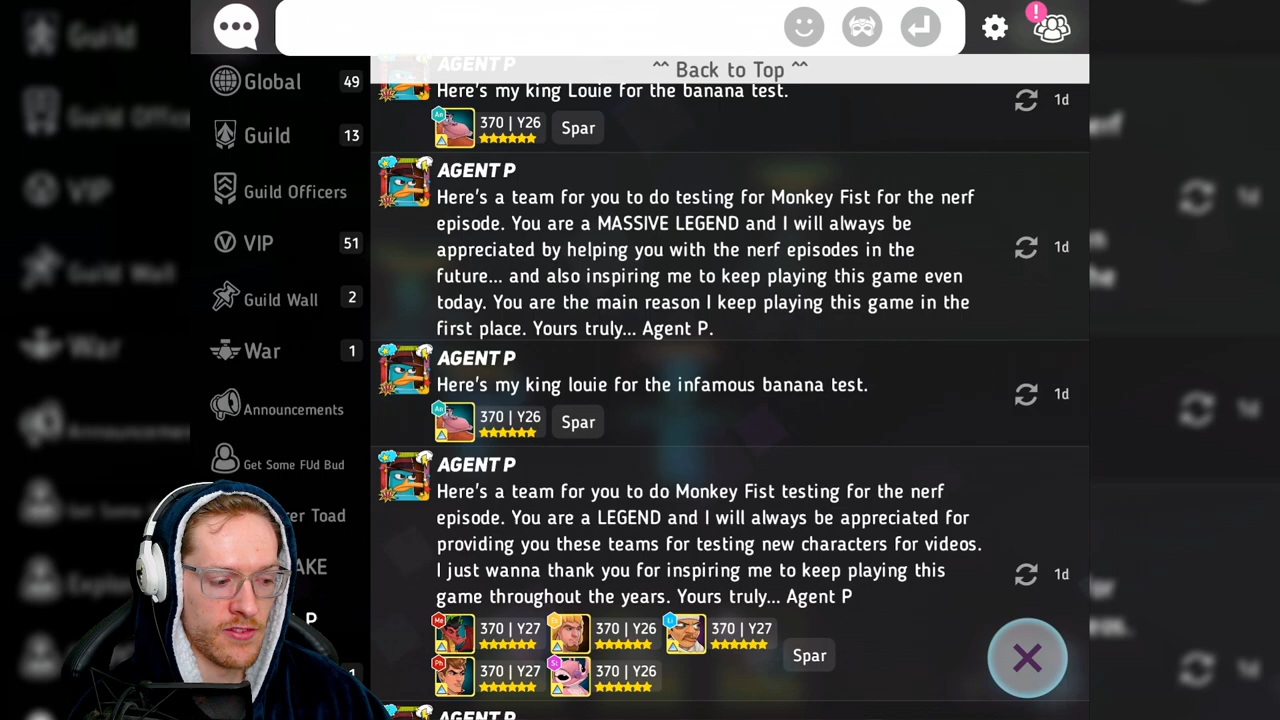 ^^ Back to Top ^^
Global 49
Guild 13
Guild Officers
VIP 51
Guild Wall 2
War 1
Announcements
Get Some FUd Bud
er Toad
AKE
P
1
AGENT P
Here's my king Louie for the banana test.
370 | Y26
Spar
1d
AGENT P
Here's a team for you to do testing for Monkey Fist for the nerf
episode. You are a MASSIVE LEGEND and I will always be
appreciated by helping you with the nerf episodes in the
future... and also inspiring me to keep playing this game even
today. You are the main reason I keep playing this game in the
first place. Yours truly... Agent P.
1d
AGENT P
Here's my king louie for the infamous banana test.
370 | Y26
Spar
1d
AGENT P
Here's a team for you to do Monkey Fist testing for the nerf
episode. You are a LEGEND and I will always be appreciated for
providing you these teams for testing new characters for videos.
I just wanna thank you for inspiring me to keep playing this
game throughout the years. Yours truly... Agent P
1d
370 | Y27 370 | Y26 370 | Y27
Spar
370 | Y27 370 | Y26
AGENT P